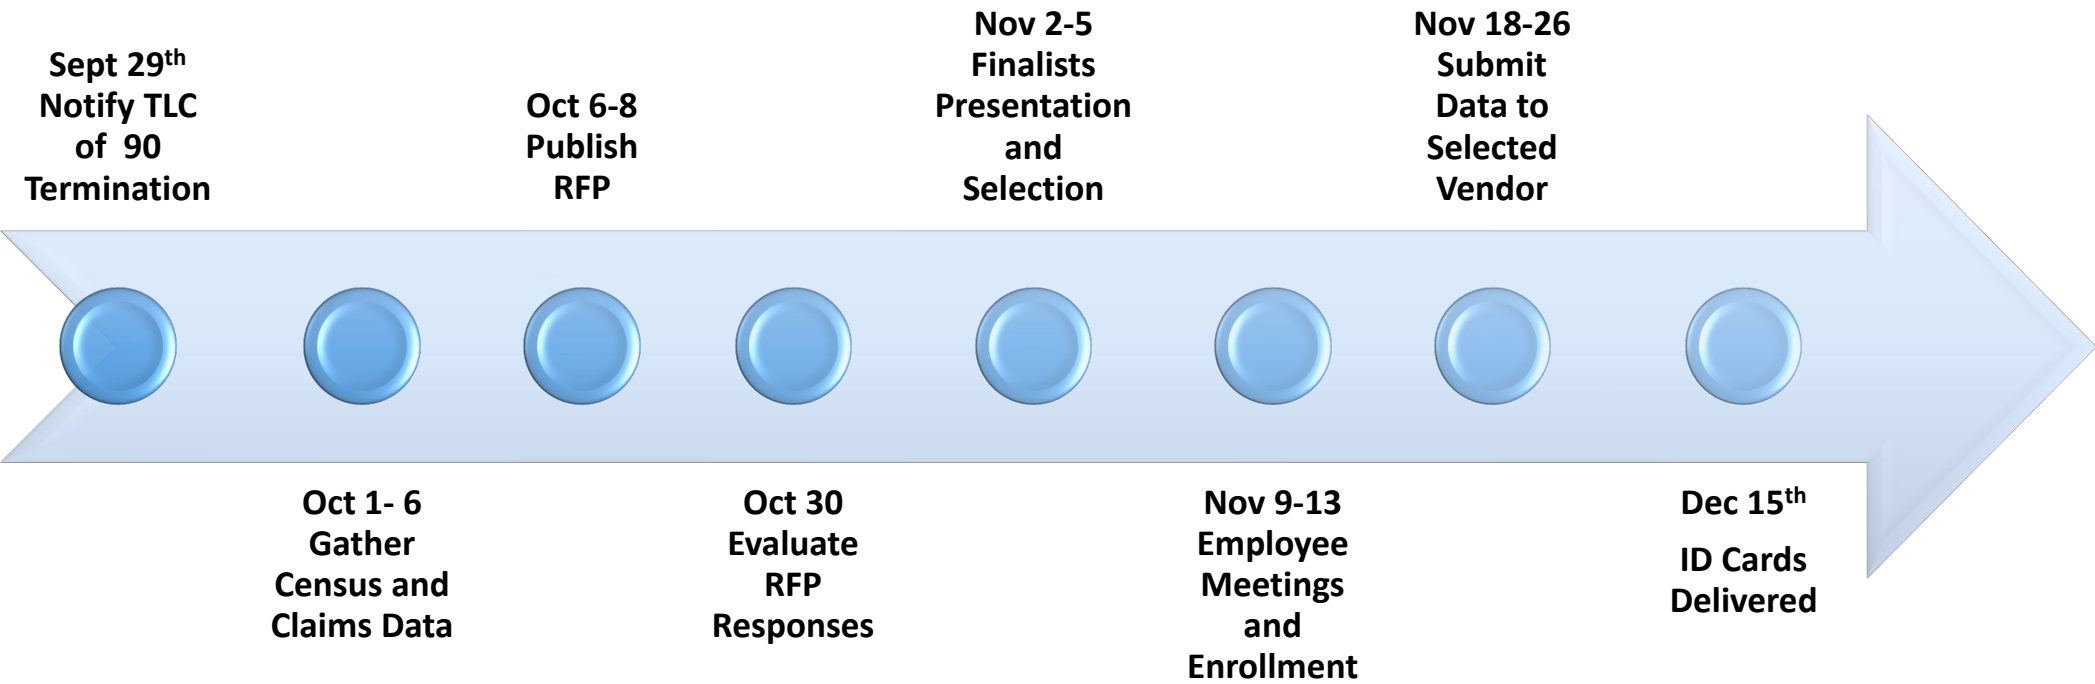 Sept 29th
Notify TLC
of 90
Termination
Oct 1- 6
Gather
Census and
Claims Data
Oct 6-8
Publish
RFP
Oct 30
Evaluate
RFP
Responses
Nov 2-5
Finalists
Presentation
and
Selection
Nov 9-13
Employee
Meetings
and
Enrollment
Nov 18-26
Submit
Data to
Selected
Vendor
Dec 15th
ID Cards
Delivered